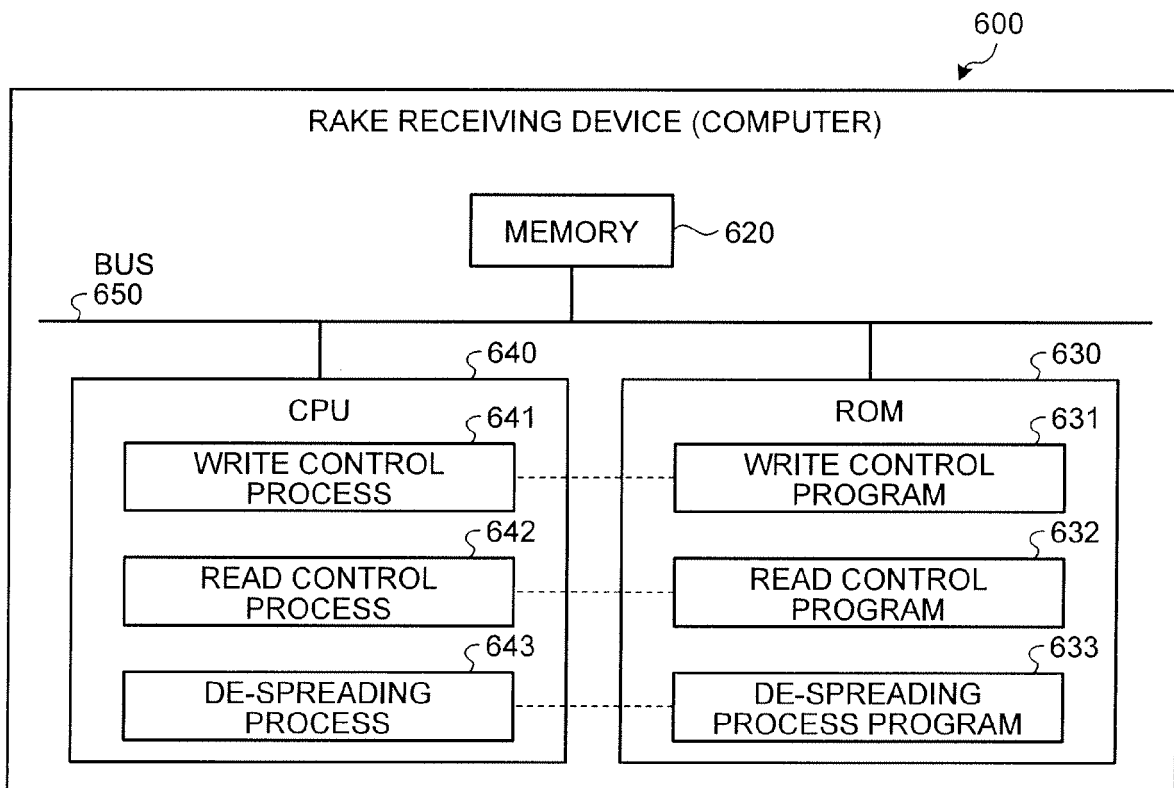 600
RAKE RECEIVING DEVICE (COMPUTER)
MEMORY
620
BUS
650
640
630
CPU
ROM
641
631
WRITE CONTROL
PROCESS
WRITE CONTROL
PROGRAM
642
632
READ CONTROL
PROCESS
READ CONTROL
PROGRAM
643
633
DE-SPREADING
PROCESS
DE-SPREADING
PROCESS PROGRAM